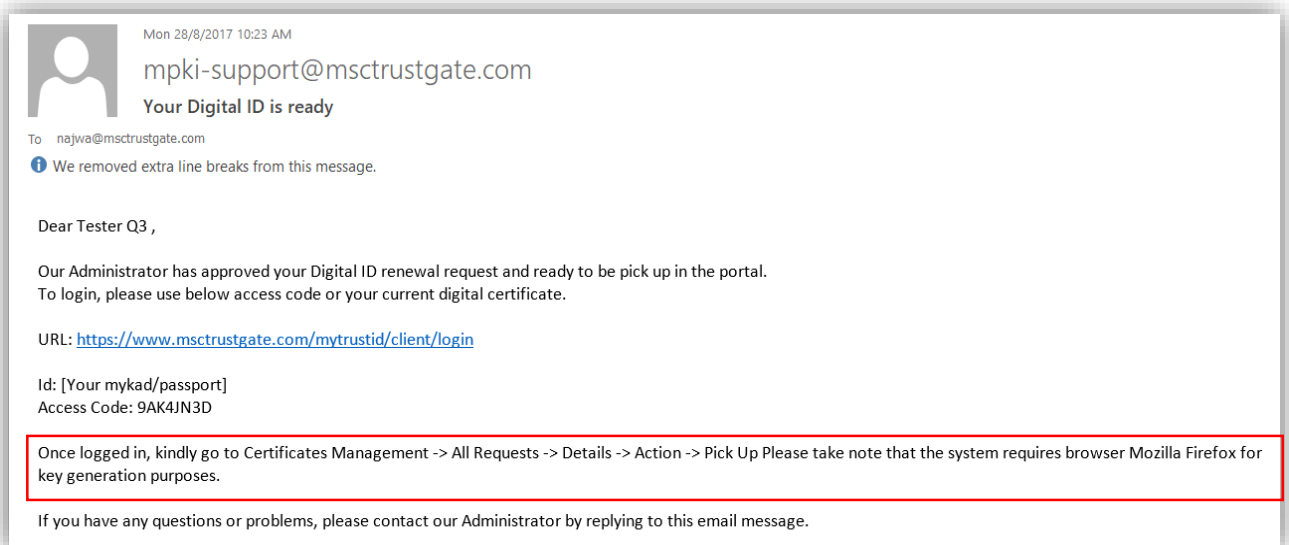 Mon 28/8/2017 10:23 AM
mpki-support@msctrustgate.com
Your Digital ID is ready
To najwa@msctrustgate.com
We removed extra line breaks from this message.
Dear Tester Q3 ,
Our Administrator has approved your Digital ID renewal request and ready to be pick up in the portal.
To login, please use below access code or your current digital certificate.
URL: https://www.msctrustgate.com/mytrustid/client/login
Id: [Your mykad/passport]
Access Code: 9AK4JN3D
Once logged in, kindly go to Certificates Management -> All Requests -> Details -> Action -> Pick Up Please take note that the system requires browser Mozilla Firefox for
key generation purposes.
If you have any questions or problems, please contact our Administrator by replying to this email message.